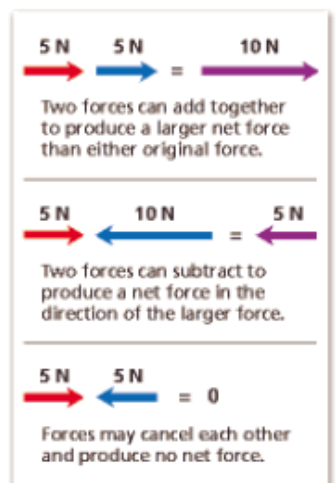 5 N 5 N 10 N
=
Two forces can add together
to produce a larger net force
than either original force.
5 N 10 N 5 N
=
Two forces can subtract to
produce a net force in the
direction of the larger force.
5 N 5 N
= 0
Forces may cancel each other
and produce no net force.